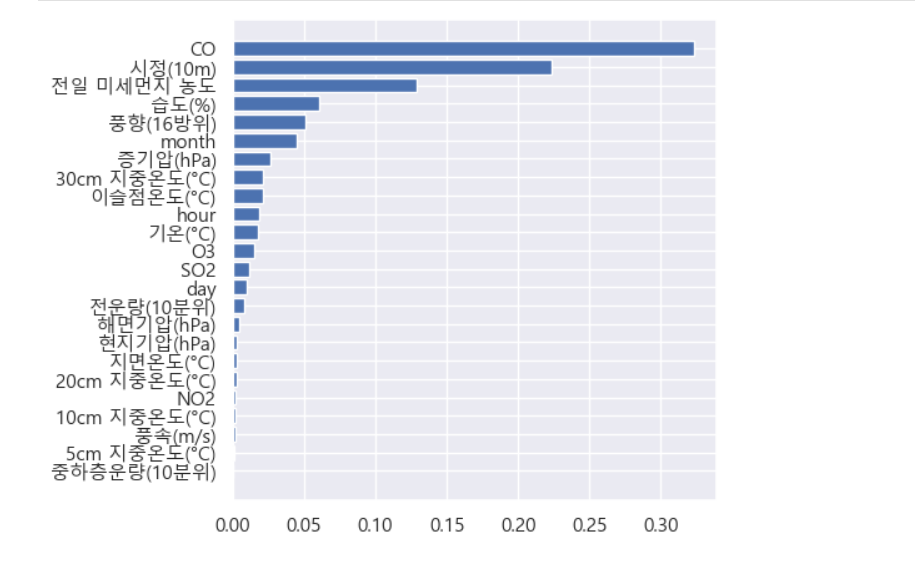 CO
시정(10m)
전일 미세먼지 농도
습도(%)
풍향(16방위)
month
증기압(hPa)
30cm 지중온도(°C)
이슬점온도(°C)
hour
기온(°C)
O3
SO2
day
전운량(10분위)
해면기압(hPa)
현지기압(hPa)
지면온도(°C)
20cm 지중온도(°C)
NO2
10cm 지중온도(°C)
풍속(m/s)
5cm 지중온도(°C)
중하층운량(10분위)
0.00 0.05 0.10 0.15 0.20 0.25 0.30